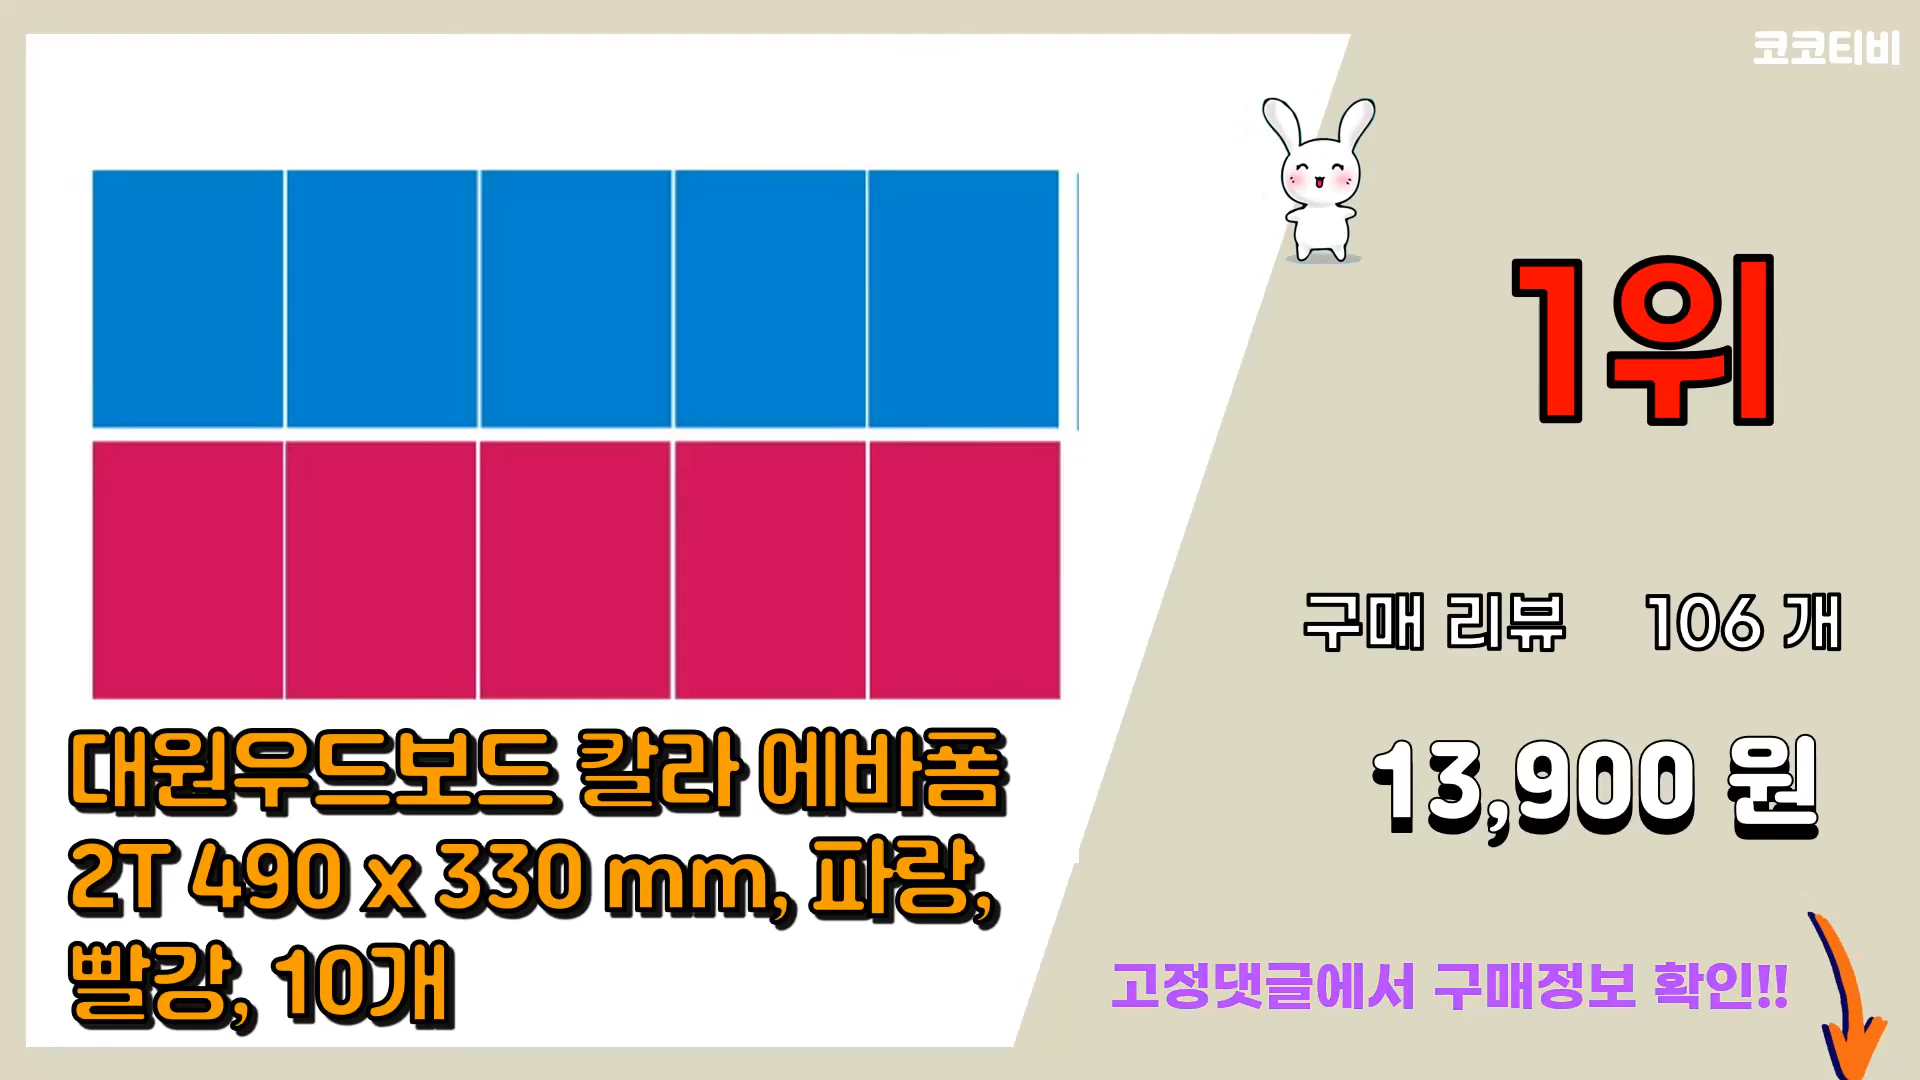 코코티비
1위
구매 리뷰 106 개
13,900 원
대원우드보드 칼라 에바폼
2T 490 x 330 mm, 파랑,
빨강, 10개
고정댓글에서 구매정보 확인!!